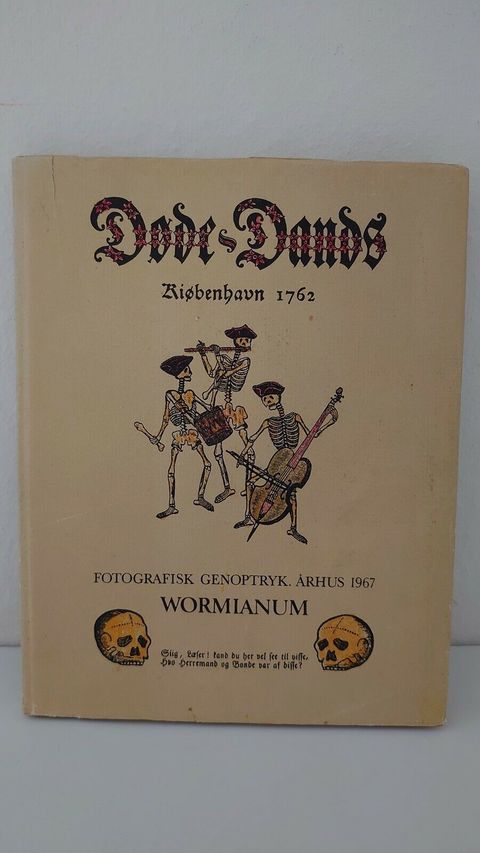 Døde-Dands
Kiøbenhavn 1762
FOTOGRAFISK GENOPTRYK. ÅRHUS 1967
WORMIANUM
Siig, Læser! kand du her vel see til visse,
Hvo Herremand og Bonde var af disse?